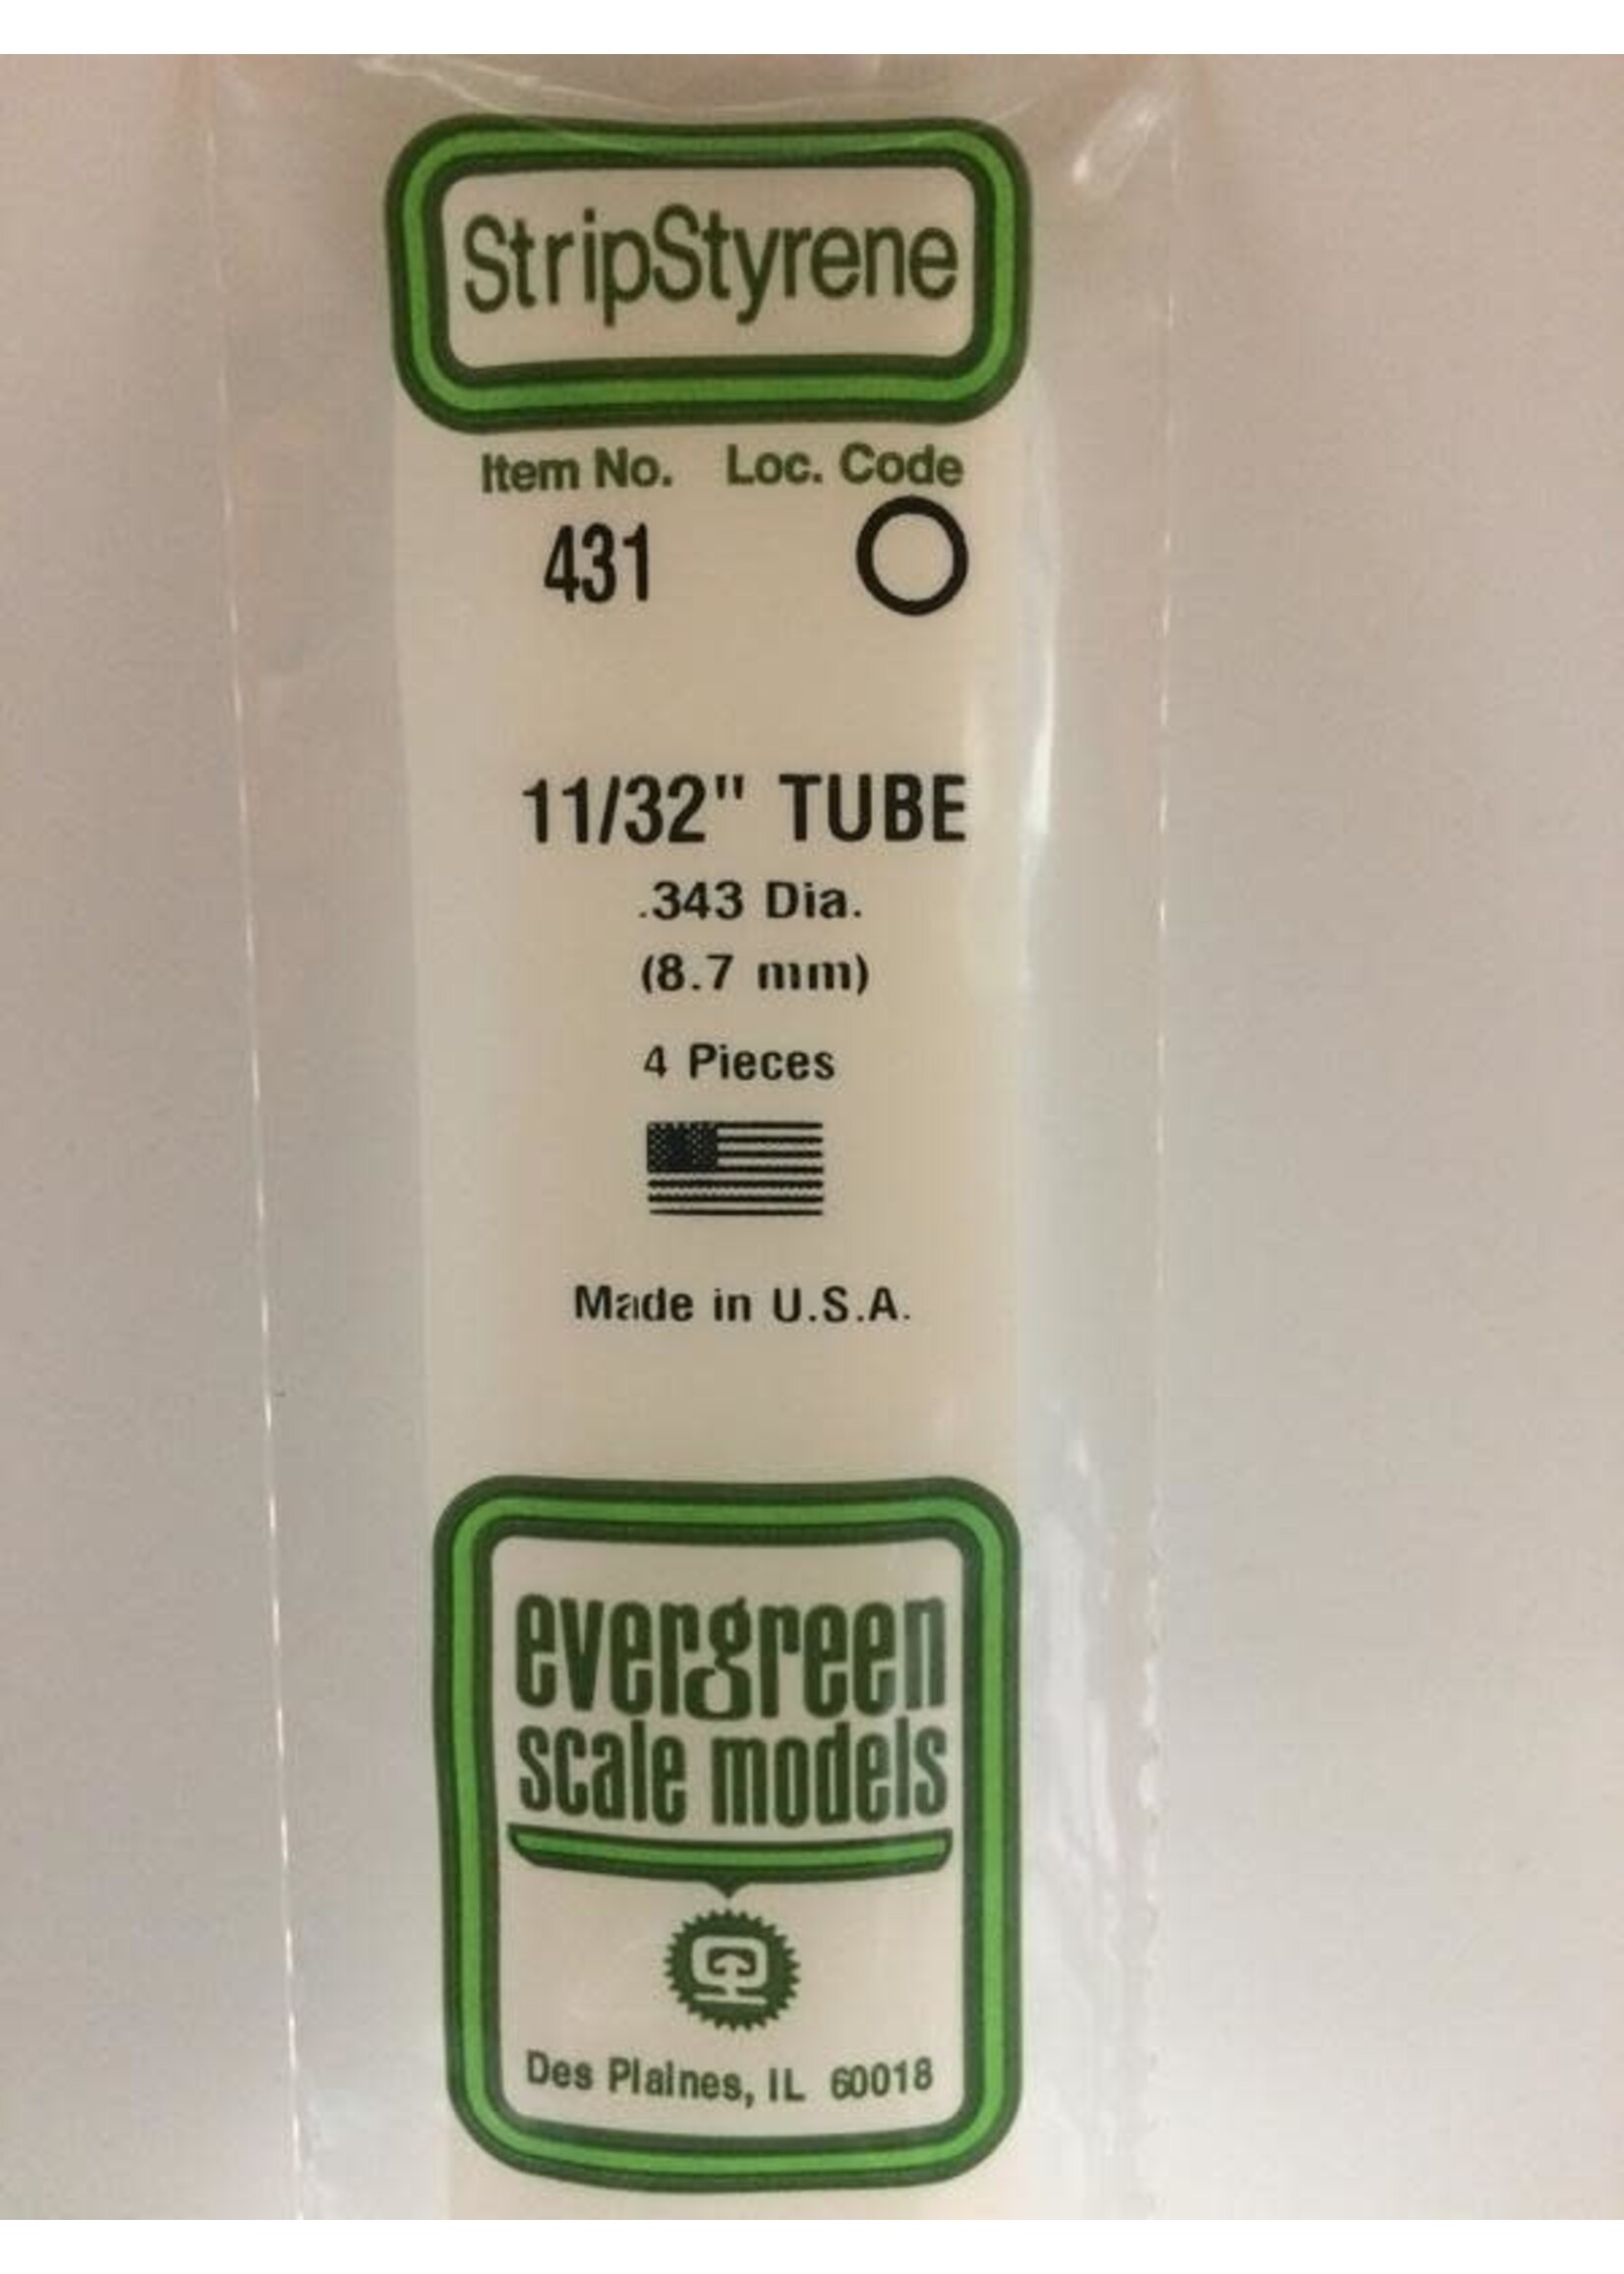 StripStyrene
Item No. Loc. Code
431
11/32" TUBE
.343 Dia.
(8.7 mm)
4 Pieces
Made in U.S.A.
evergreen
scale models
Des Plaines, IL 60018